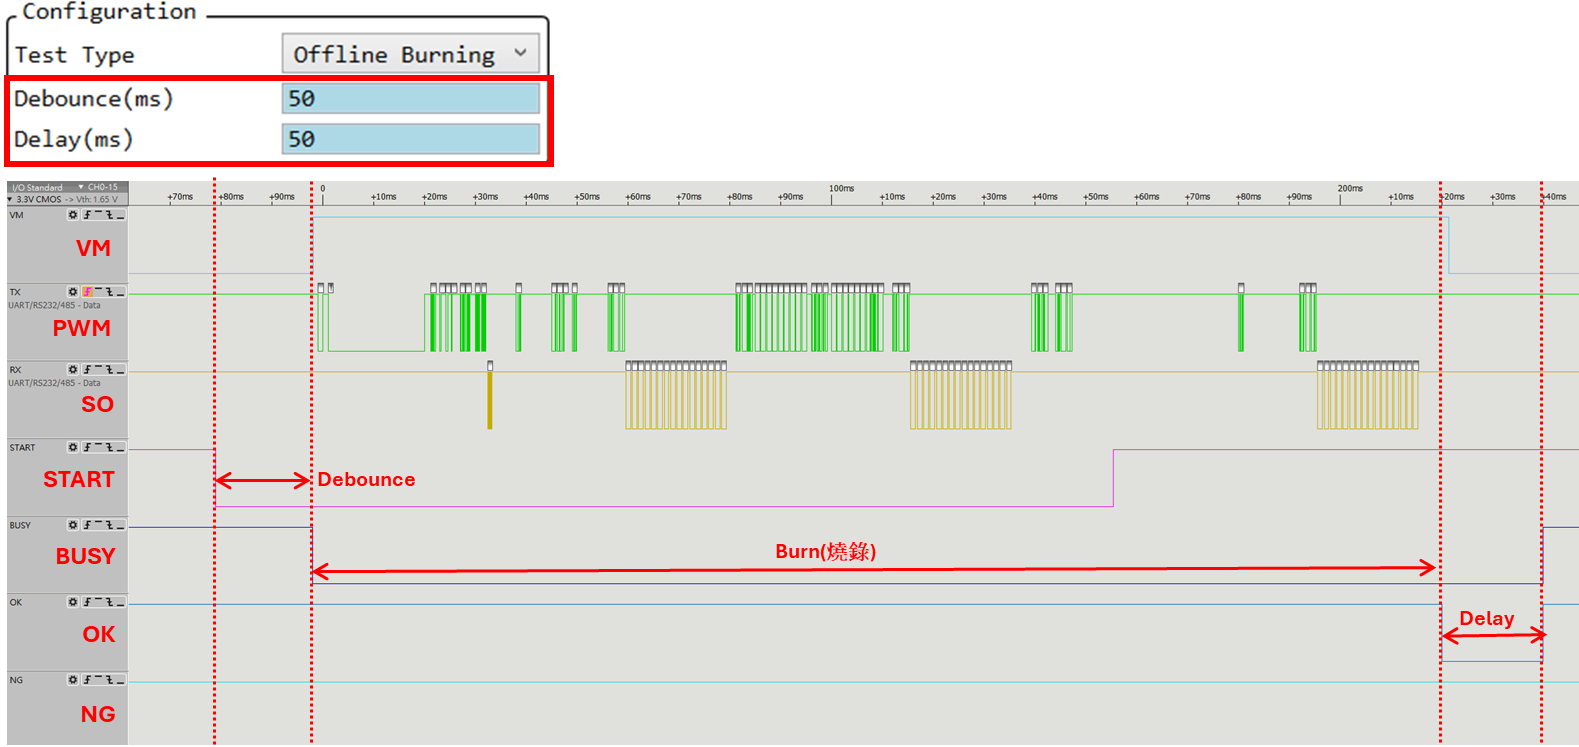 Configuration
Test Type Offline Burning
Debounce(ms) 50
Delay(ms) 50
I/O Standard ▼ CH0-15
▼ 3.3V CMOS -> Vth: 1.65 V
+70ms +80ms +90ms 0 +10ms +20ms +30ms +40ms +50ms +60ms +70ms +80ms +90ms 100ms +10ms +20ms +30ms +40ms +50ms +60ms +70ms +80ms +90ms 200ms +10ms +20ms +30ms +40ms
VM
VM
TX
UART/RS232/485 - Data
PWM
RX
UART/RS232/485 - Data
SO
START
START
Debounce
BUSY
BUSY
Burn(燒錄)
OK
OK
Delay
NG
NG